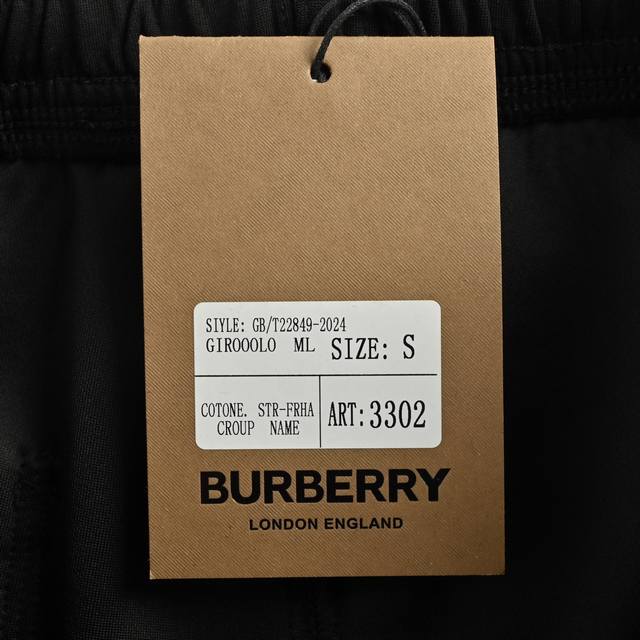 SIYLE: GB/T22849-2024
GIROOOLO ML
SIZE: S
COTONE. STR-FRHA
CROUP NAME
ART: 3302
BURBERRY
LONDON ENGLAND